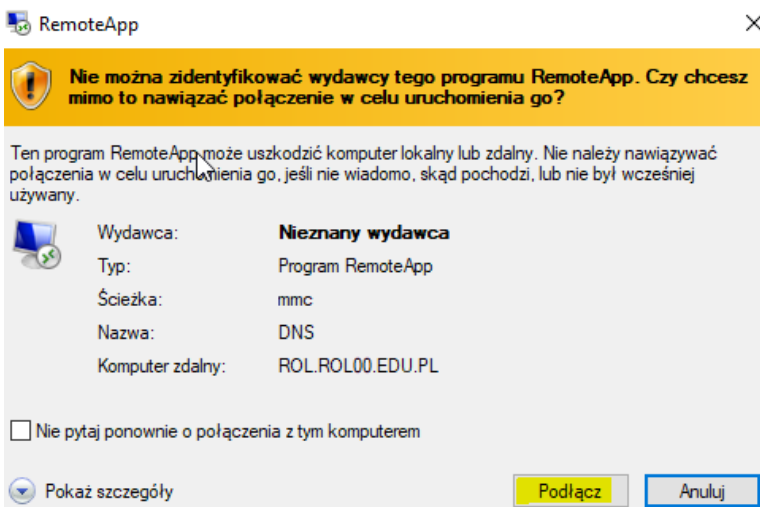 RemoteApp
Nie można zidentyfikować wydawcy tego programu RemoteApp. Czy chcesz
mimo to nawiązać połączenie w celu uruchomienia go?
Ten program RemoteApp może uszkodzić komputer lokalny lub zdalny. Nie należy nawiązywać
połączenia w celu uruchomienia go, jeśli nie wiadomo, skąd pochodzi, lub nie był wcześniej
używany.
Wydawca: Nieznany wydawca
Typ: Program RemoteApp
Ścieżka: mmc
Nazwa: DNS
Komputer zdalny: ROL.ROL00.EDU.PL
Nie pytaj ponownie o połączenia z tym komputerem
Pokaż szczegóły Podłącz Anuluj